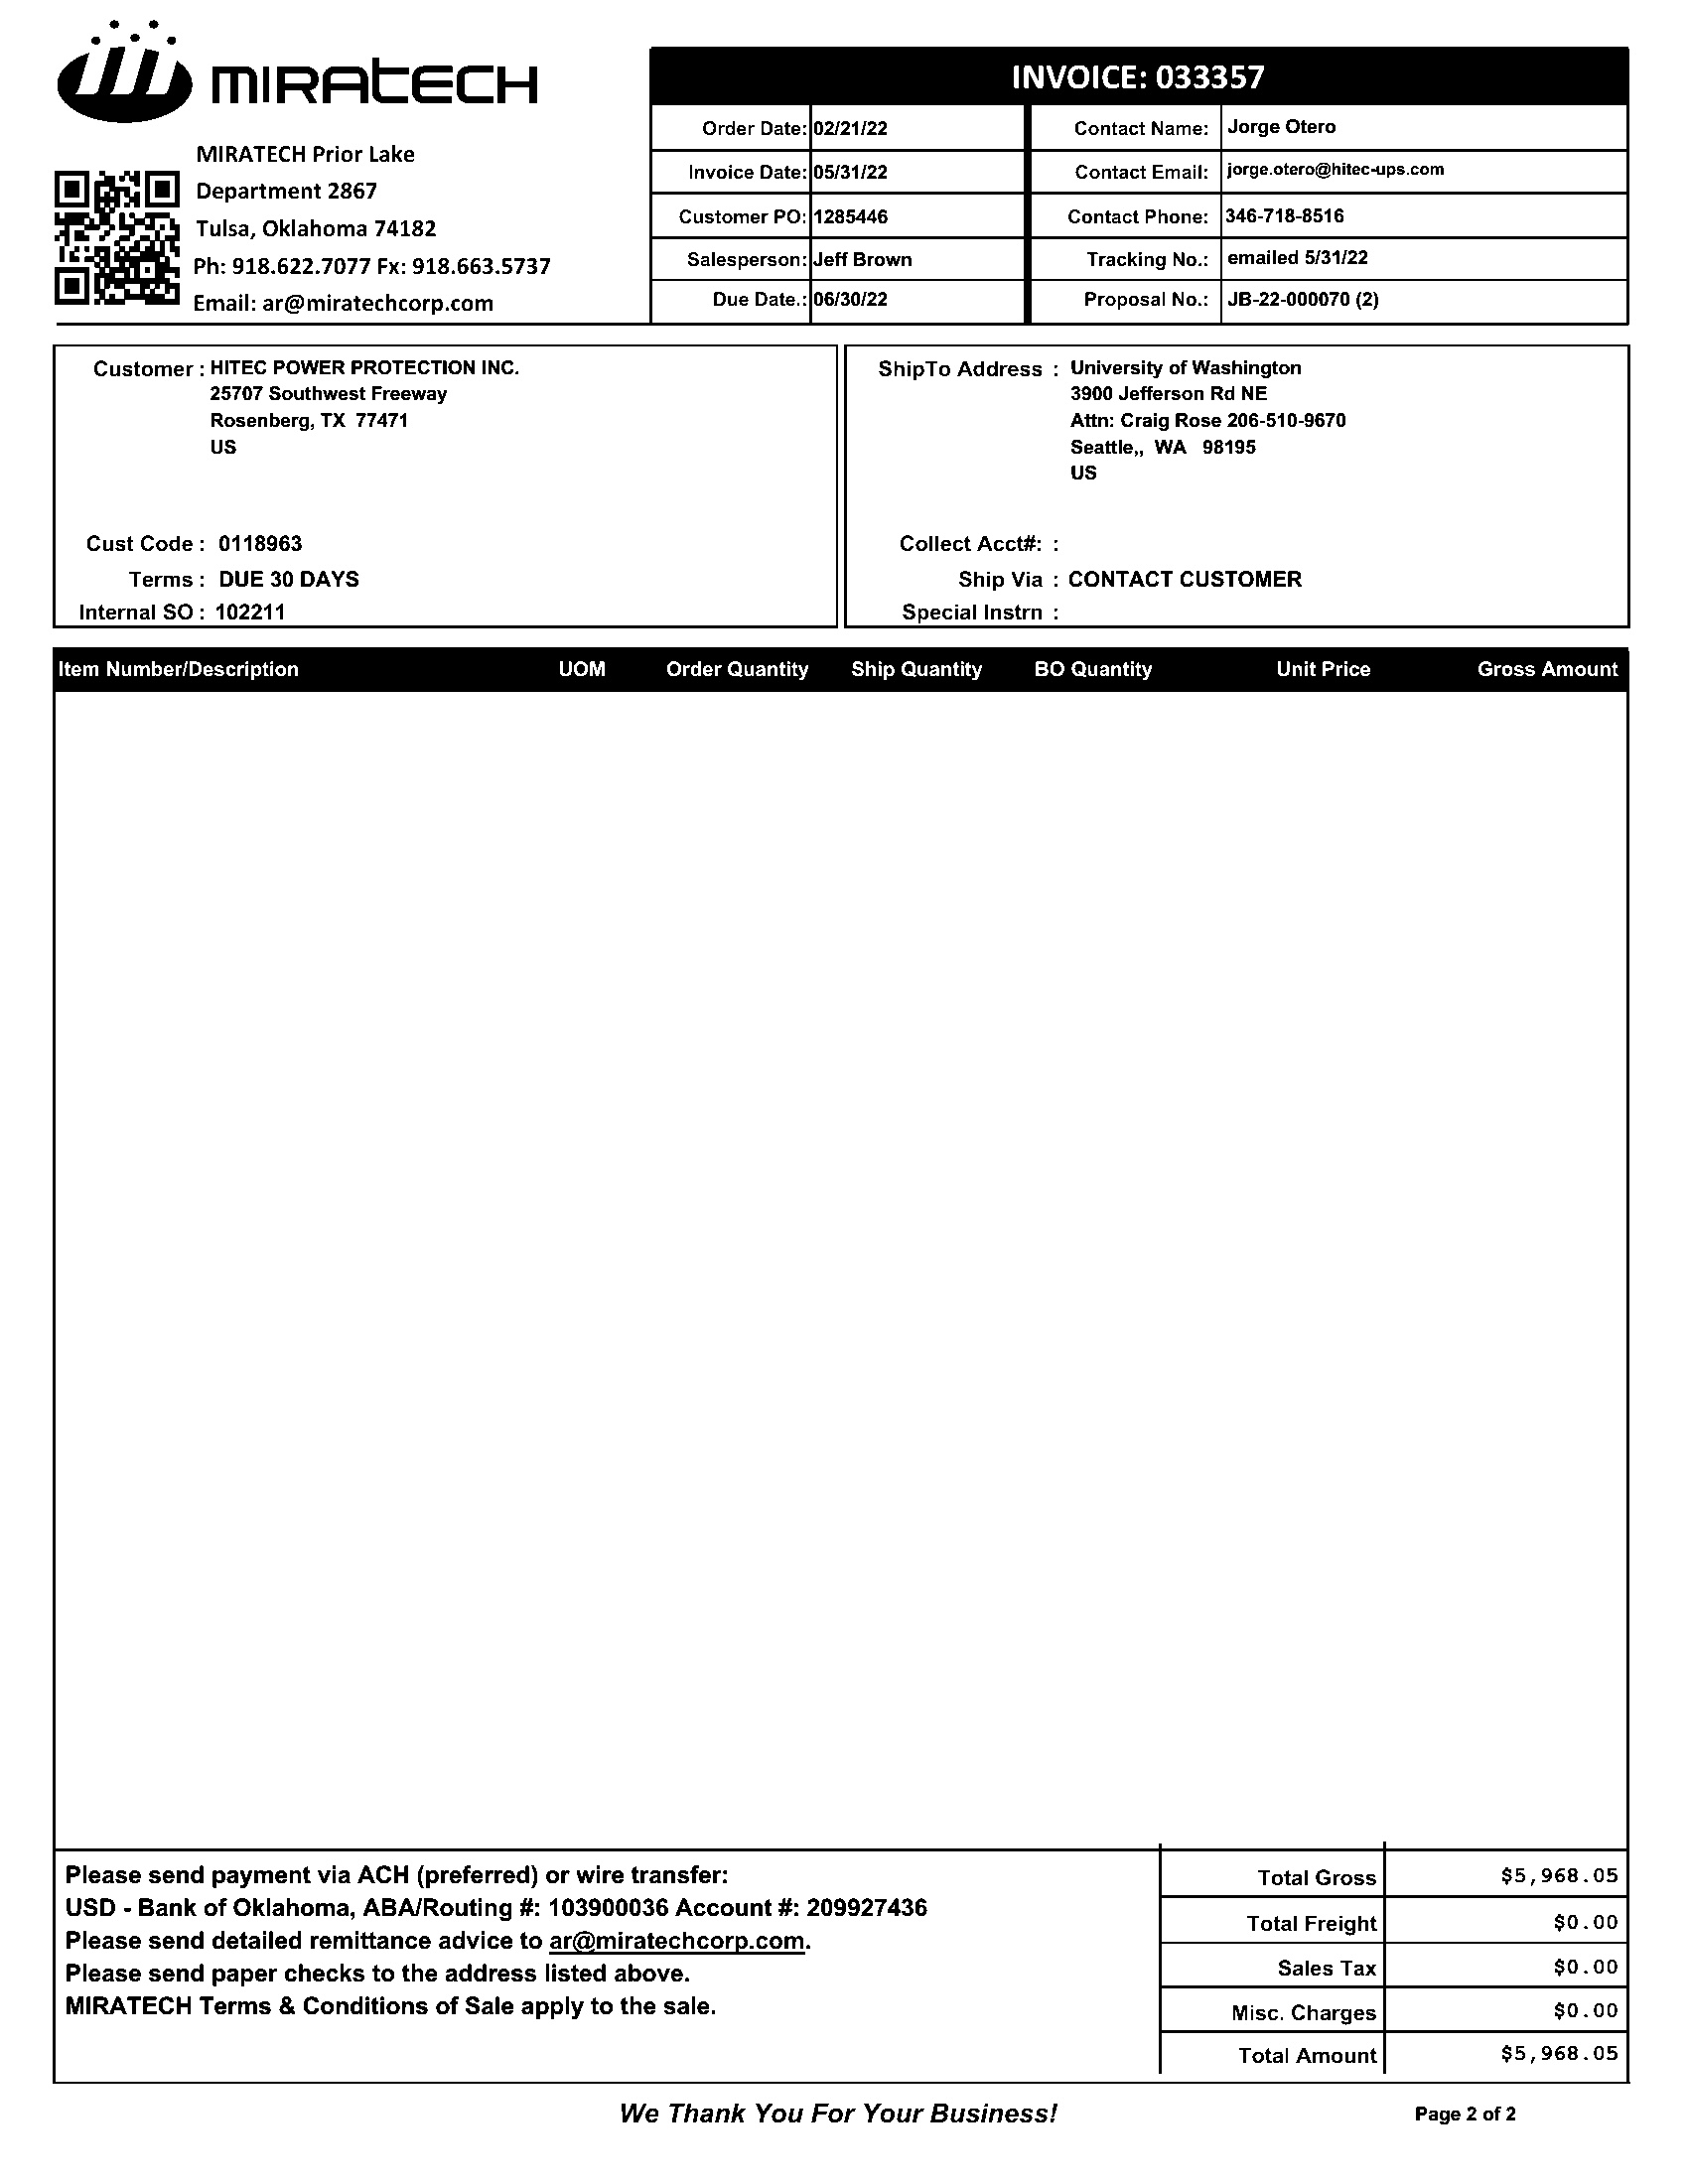 MIRATECH
MIRATECH Prior Lake
Department 2867
Tulsa, Oklahoma 74182
Ph: 918.622.7077 Fx: 918.663.5737
Email: ar@miratechcorp.com
INVOICE: 033357
Order Date: 02/21/22 Contact Name: Jorge Otero
Invoice Date: 05/31/22 Contact Email: jorge.otero@hitec-ups.com
Customer PO: 1285446 Contact Phone: 346-718-8516
Salesperson: Jeff Brown Tracking No.: emailed 5/31/22
Due Date.: 06/30/22 Proposal No.: JB-22-000070 (2)
Customer : HITEC POWER PROTECTION INC.
25707 Southwest Freeway
Rosenberg, TX 77471
US
Cust Code : 0118963
Terms : DUE 30 DAYS
Internal SO : 102211
ShipTo Address : University of Washington
3900 Jefferson Rd NE
Attn: Craig Rose 206-510-9670
Seattle,, WA 98195
US
Collect Acct#: :
Ship Via : CONTACT CUSTOMER
Special Instrn :
Item Number/Description UOM Order Quantity Ship Quantity BO Quantity Unit Price Gross Amount
Please send payment via ACH (preferred) or wire transfer:
USD - Bank of Oklahoma, ABA/Routing #: 103900036 Account #: 209927436
Please send detailed remittance advice to ar@miratechcorp.com.
Please send paper checks to the address listed above.
MIRATECH Terms & Conditions of Sale apply to the sale.
Total Gross $5,968.05
Total Freight $0.00
Sales Tax $0.00
Misc. Charges $0.00
Total Amount $5,968.05
We Thank You For Your Business!
Page 2 of 2